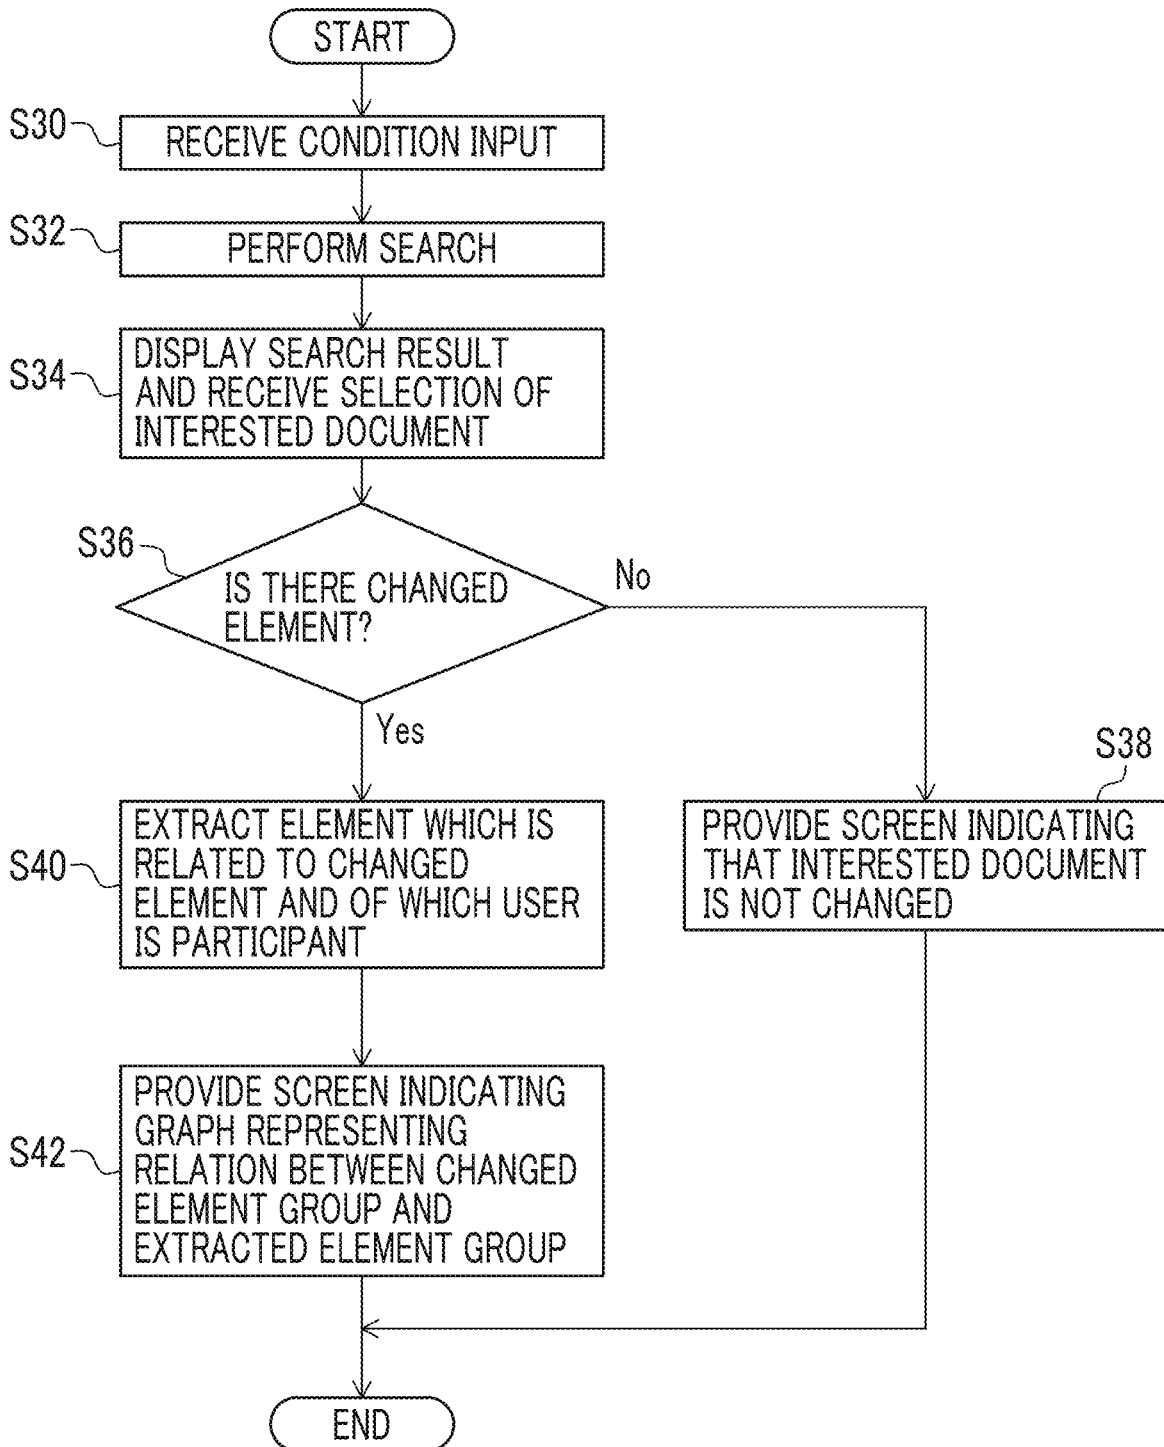 START
S30
RECEIVE CONDITION INPUT
S32
PERFORM SEARCH
S34
DISPLAY SEARCH RESULT
AND RECEIVE SELECTION OF
INTERESTED DOCUMENT
S36
IS THERE CHANGED
ELEMENT?
No
Yes
S38
PROVIDE SCREEN INDICATING
THAT INTERESTED DOCUMENT
IS NOT CHANGED
S40
EXTRACT ELEMENT WHICH IS
RELATED TO CHANGED
ELEMENT AND OF WHICH USER
IS PARTICIPANT
S42
PROVIDE SCREEN INDICATING
GRAPH REPRESENTING
RELATION BETWEEN CHANGED
ELEMENT GROUP AND
EXTRACTED ELEMENT GROUP
END